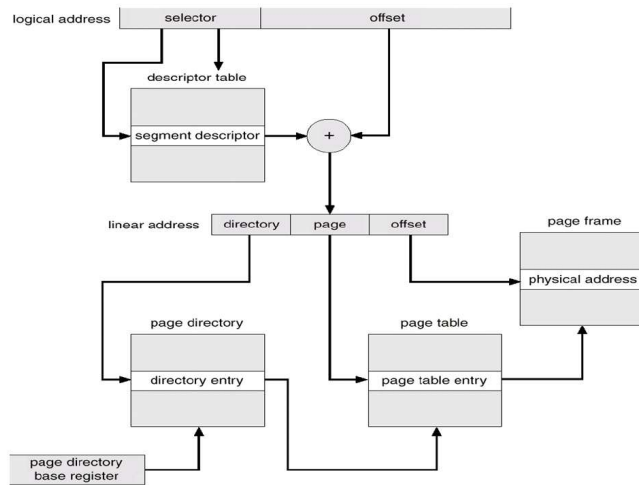 logical address
selector
offset
descriptor table
segment descriptor
+
linear address
directory
page
offset
page frame
physical address
page directory
page table
directory entry
page table entry
page directory
base register